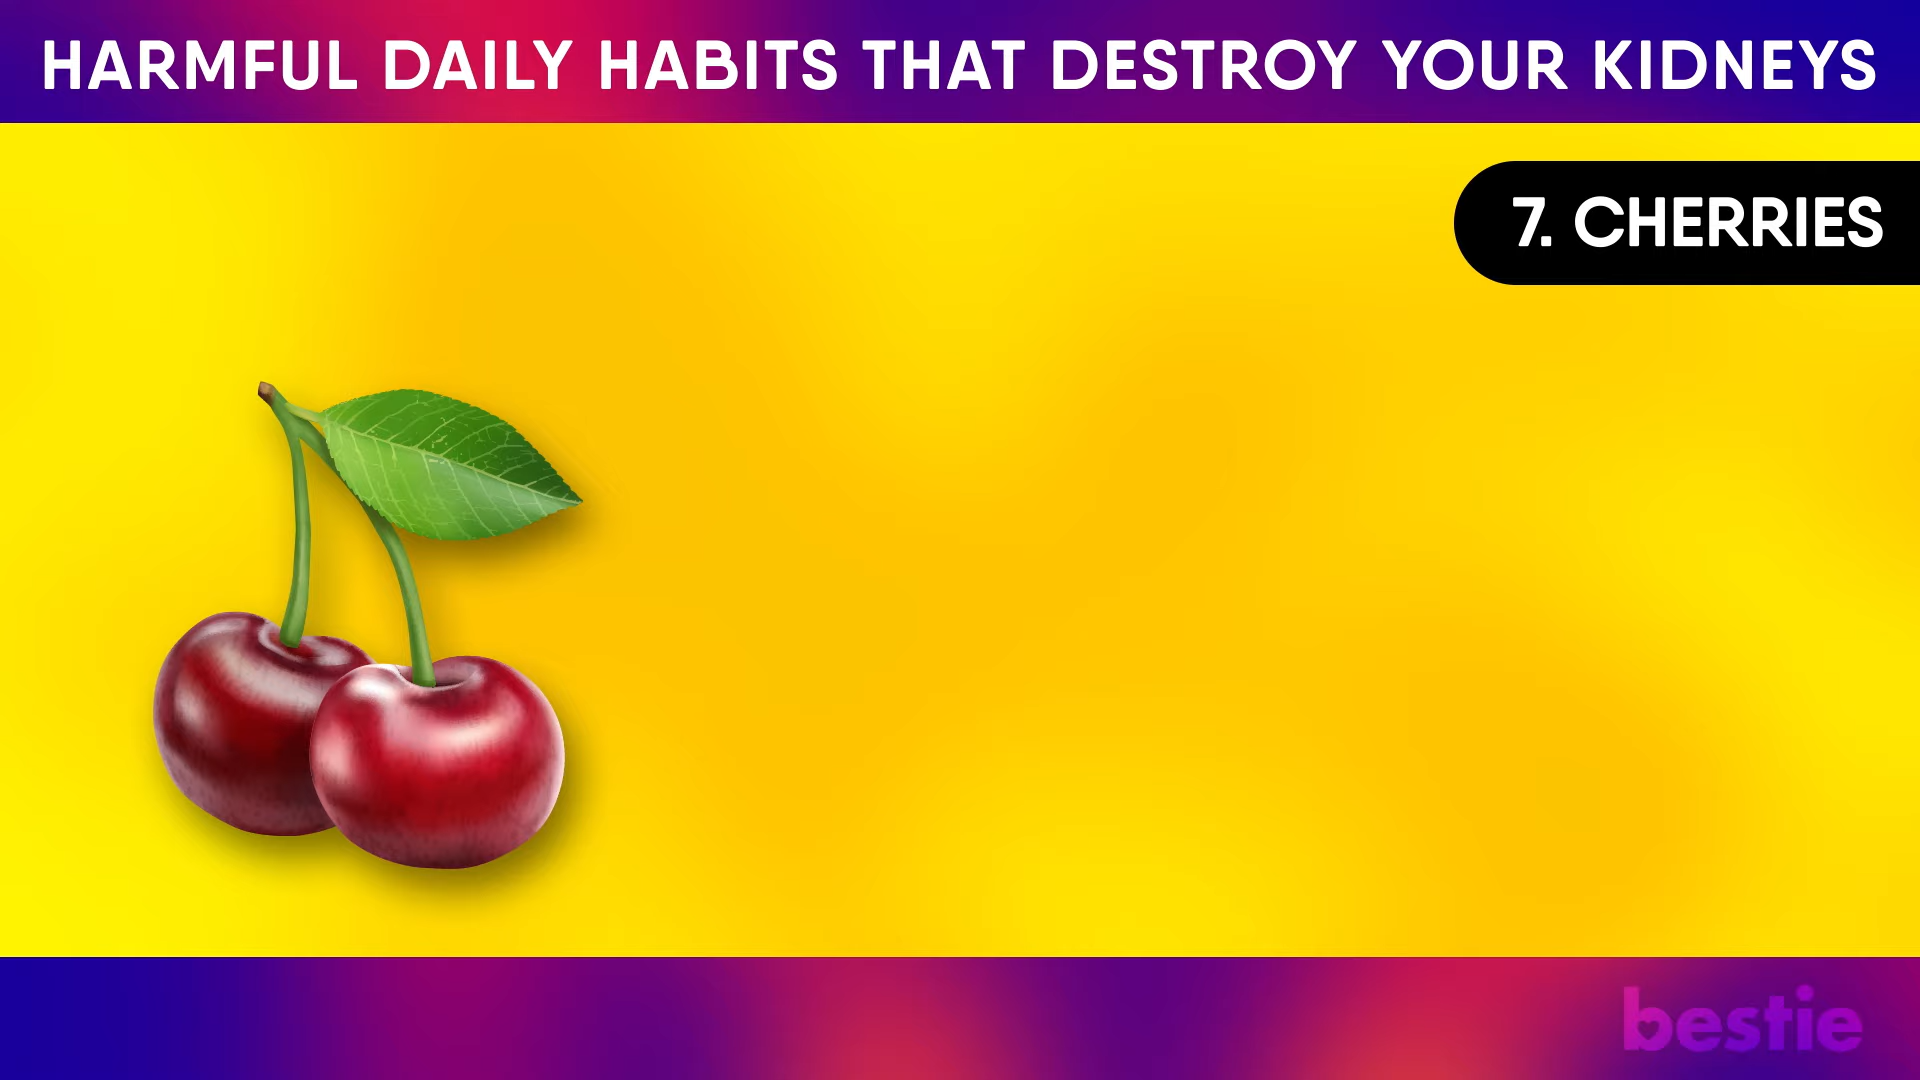 HARMFUL DAILY HABITS THAT DESTROY YOUR KIDNEYS
7. CHERRIES
bestie